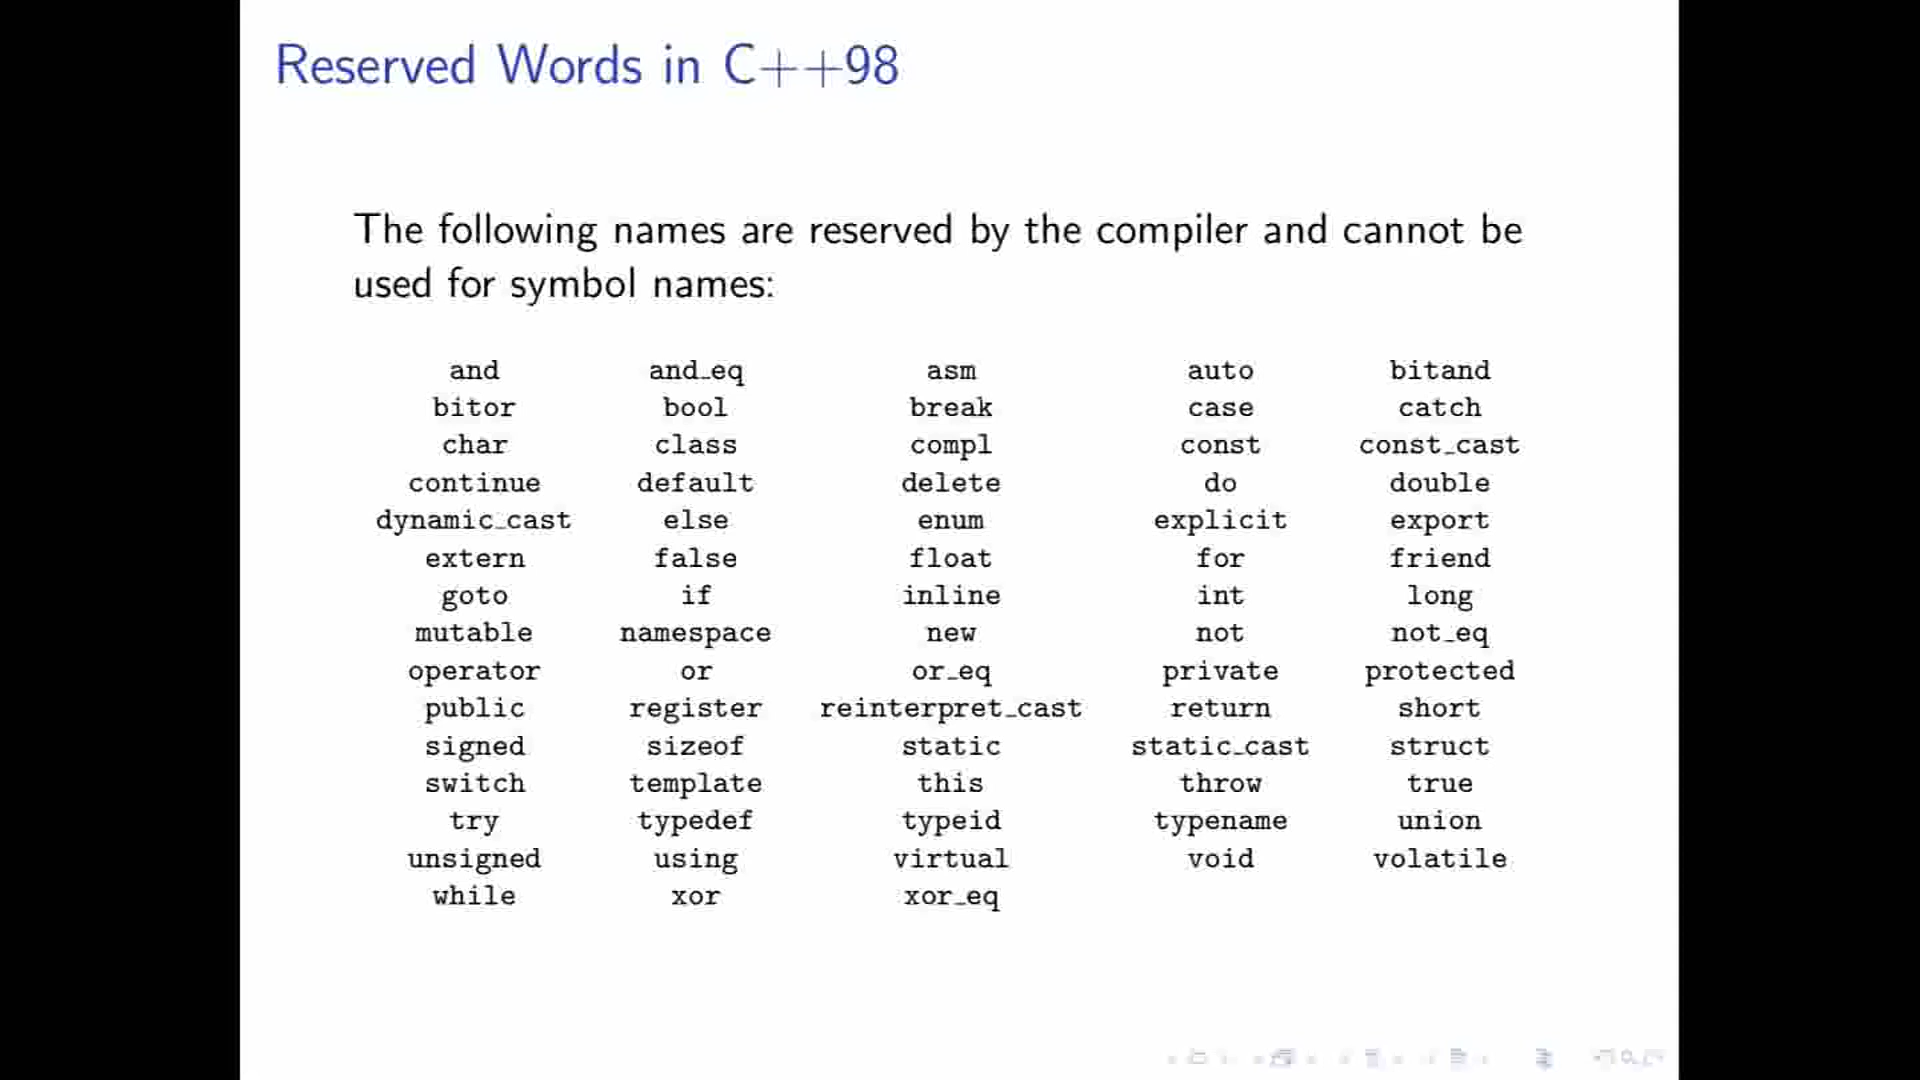 Reserved Words in C++98
The following names are reserved by the compiler and cannot be
used for symbol names:
and and_eq asm auto bitand
bitor bool break case catch
char class compl const const_cast
continue default delete do double
dynamic_cast else enum explicit export
extern false float for friend
goto if inline int long
mutable namespace new not not_eq
operator or or_eq private protected
public register reinterpret_cast return short
signed sizeof static static_cast struct
switch template this throw true
try typedef typeid typename union
unsigned using virtual void volatile
while xor xor_eq